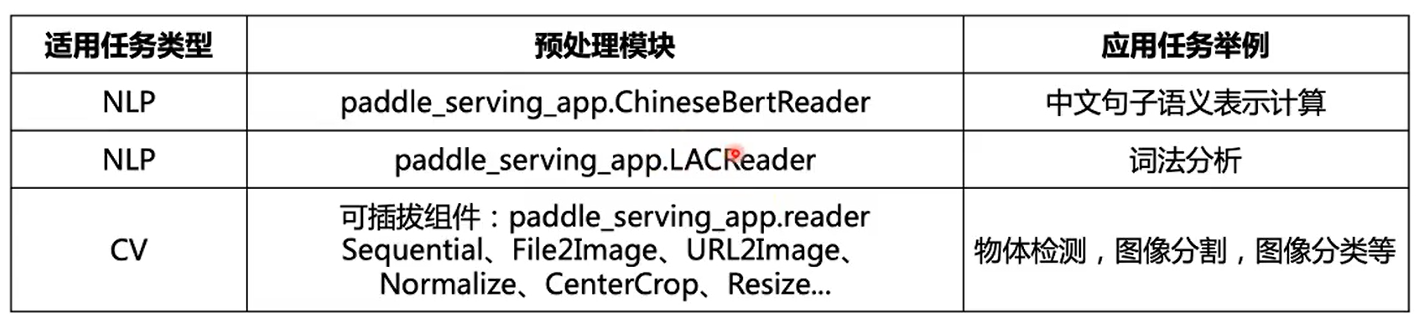 适用任务类型 预处理模块 应用任务举例
NLP paddle_serving_app.ChineseBertReader 中文句子语义表示计算
NLP paddle_serving_app.LACReader 词法分析
可插拔组件：paddle_serving_app.reader
CV Sequential、File2Image、URL2Image、 物体检测，图像分割，图像分类等
Normalize、CenterCrop、Resize...